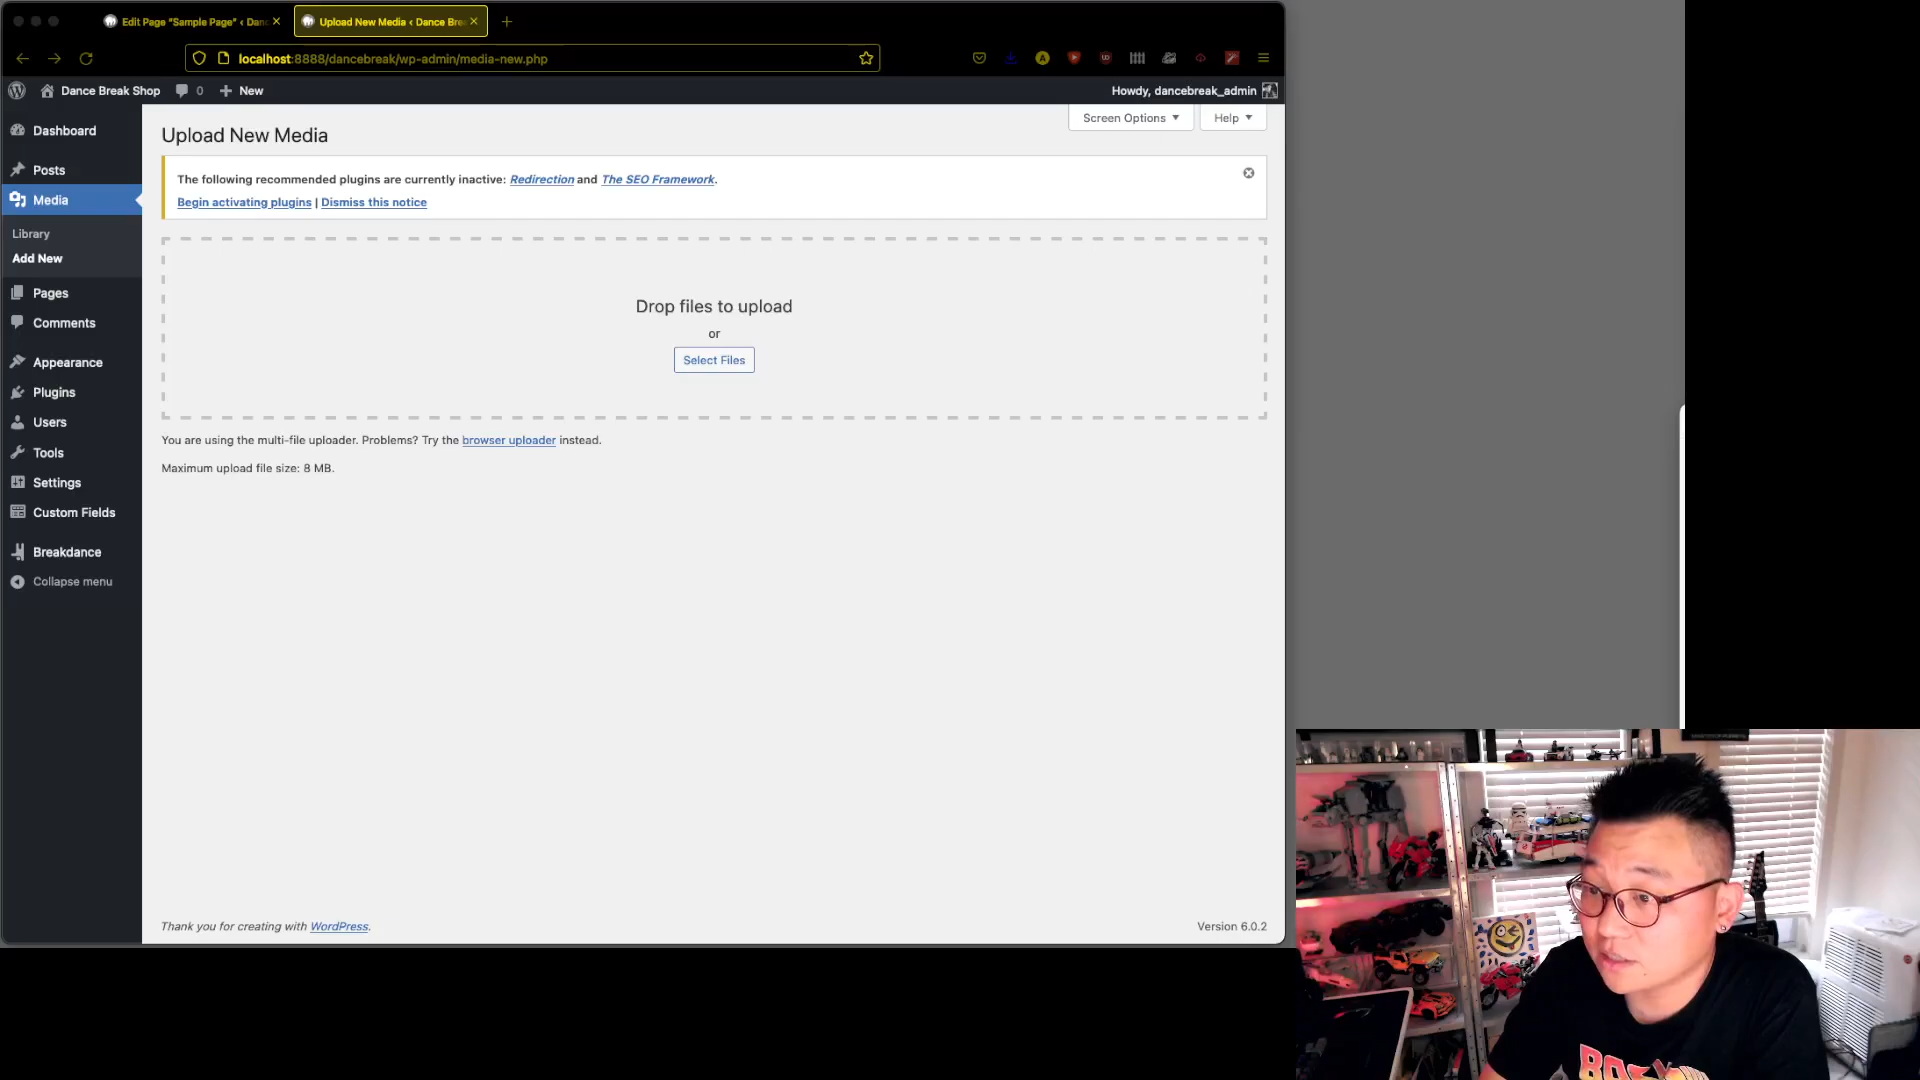 Edit Page "Sample Page" ‹ Dan
Upload New Media ‹ Dance Bre
localhost:8888/dancebreak/wp-admin/media-new.php
Dance Break Shop
0
New
Howdy, dancebreak_admin
Dashboard
Posts
Media
Library
Add New
Pages
Comments
Appearance
Plugins
Users
Tools
Settings
Custom Fields
Breakdance
Collapse menu
Screen Options
Help
Upload New Media
The following recommended plugins are currently inactive: Redirection and The SEO Framework.
Begin activating plugins | Dismiss this notice
Drop files to upload
or
Select Files
You are using the multi-file uploader. Problems? Try the browser uploader instead.
Maximum upload file size: 8 MB.
Thank you for creating with WordPress.
Version 6.0.2